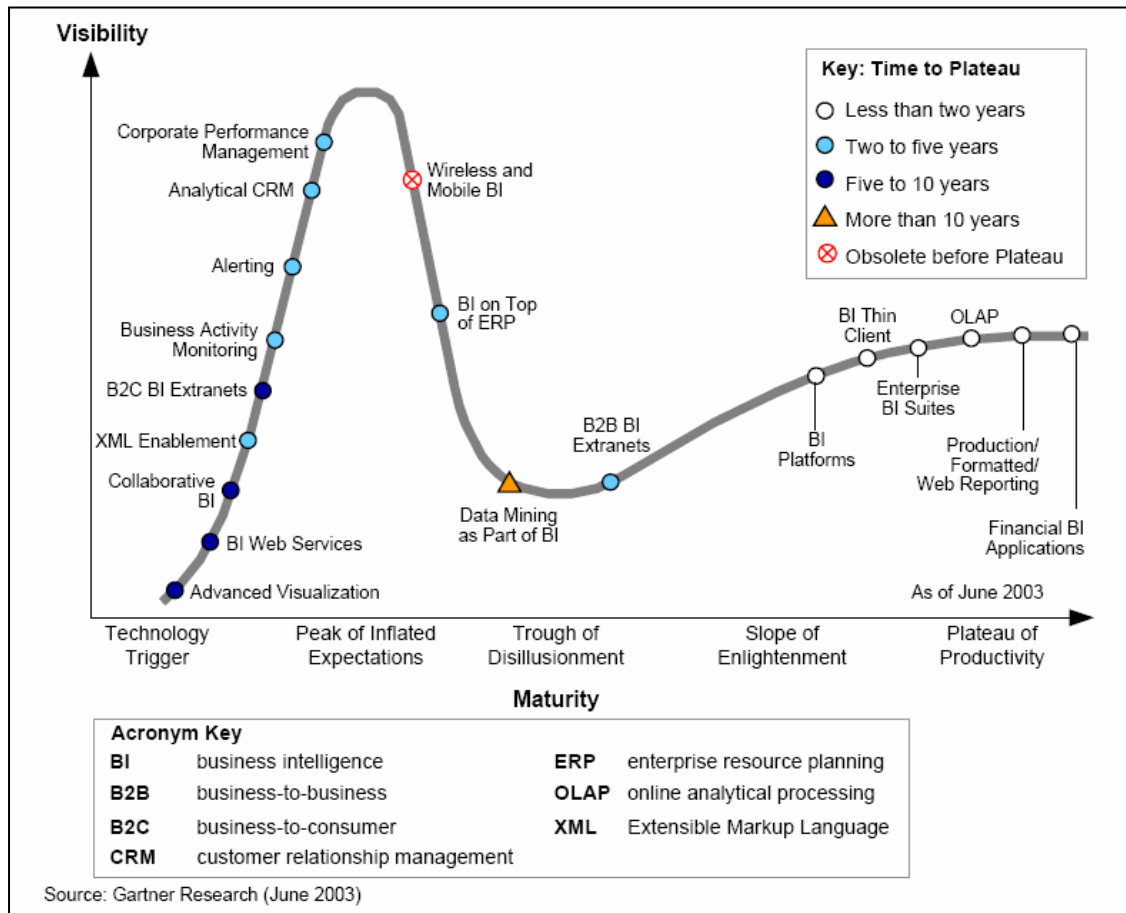 Visibility
Key: Time to Plateau
Less than two years
Two to five years
Five to 10 years
More than 10 years
Obsolete before Plateau
Corporate Performance
Management
Analytical CRM
Alerting
Business Activity
Monitoring
B2C BI Extranets
XML Enablement
Collaborative
BI
BI Web Services
Advanced Visualization
Wireless and
Mobile BI
BI on Top
of ERP
Data Mining
as Part of BI
B2B BI
Extranets
BI
Platforms
BI Thin
Client
Enterprise
BI Suites
OLAP
Production/
Formatted/
Web Reporting
Financial BI
Applications
As of June 2003
Technology
Trigger
Peak of Inflated
Expectations
Trough of
Disillusionment
Slope of
Enlightenment
Plateau of
Productivity
Maturity
Acronym Key
BI business intelligence
B2B business-to-business
B2C business-to-consumer
CRM customer relationship management
ERP enterprise resource planning
OLAP online analytical processing
XML Extensible Markup Language
Source: Gartner Research (June 2003)